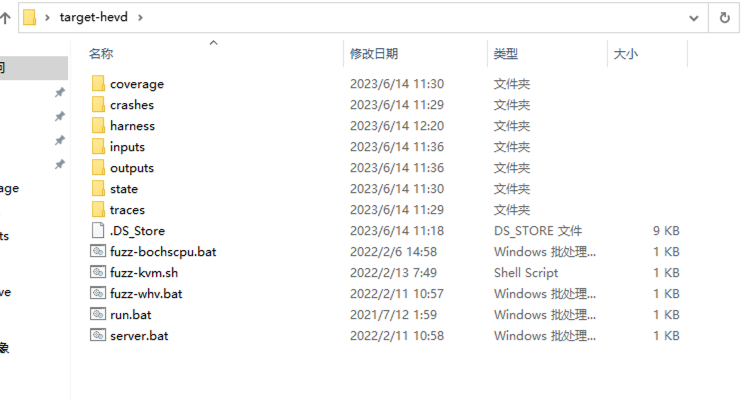 target-hevd
名称 修改日期 类型 大小
coverage 2023/6/14 11:30 文件夹
crashes 2023/6/14 11:29 文件夹
harness 2023/6/14 12:20 文件夹
inputs 2023/6/14 11:36 文件夹
outputs 2023/6/14 11:36 文件夹
state 2023/6/14 11:30 文件夹
traces 2023/6/14 11:29 文件夹
.DS_Store 2023/6/14 11:18 DS_STORE 文件 9 KB
fuzz-bochscpu.bat 2022/2/6 14:58 Windows 批处理... 1 KB
fuzz-kvm.sh 2022/2/13 7:49 Shell Script 1 KB
fuzz-whv.bat 2022/2/11 10:57 Windows 批处理... 1 KB
run.bat 2021/7/12 1:59 Windows 批处理... 1 KB
server.bat 2022/2/11 10:58 Windows 批处理... 1 KB
age
ts
ve
象